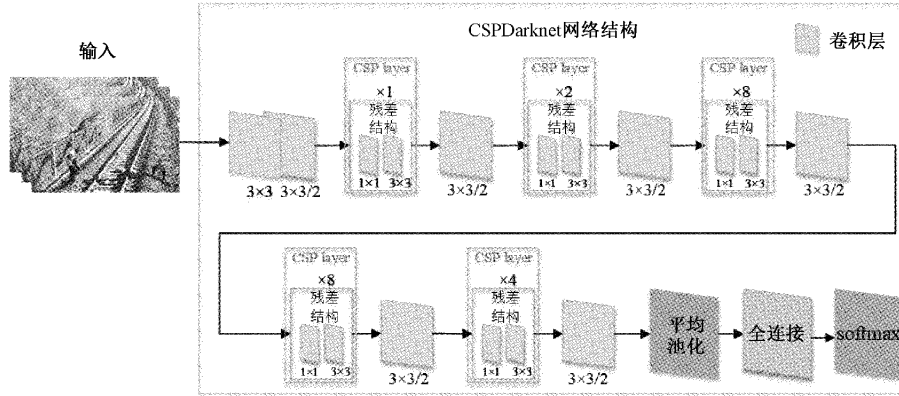 CSPDarknet网络结构
输入
卷积层
CSP layer
×1
残差
结构
1×1
3×3
CSP layer
×2
残差
结构
1×1
3×3
CSP layer
×8
残差
结构
1×1
3×3
3×3
3×3/2
3×3/2
3×3/2
3×3/2
CSP layer
×8
残差
结构
1×1
3×3
3×3/2
CSP layer
×4
残差
结构
1×1
3×3
3×3/2
平均
池化
全连接
softmax